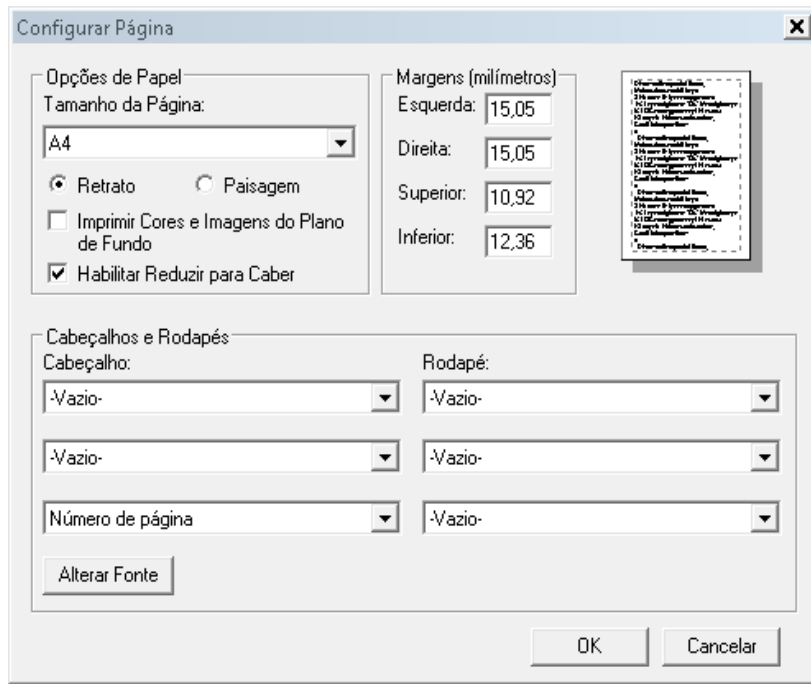 Configurar Página
Opções de Papel
Tamanho da Página:
A4
Retrato
Paisagem
Imprimir Cores e Imagens do Plano
de Fundo
Habilitar Reduzir para Caber
Margens (milímetros)
Esquerda: 15,05
Direita: 15,05
Superior: 10,92
Inferior: 12,36
Cabeçalhos e Rodapés
Cabeçalho:
-Vazio-
-Vazio-
Número de página
Rodapé:
-Vazio-
-Vazio-
-Vazio-
Alterar Fonte
OK
Cancelar